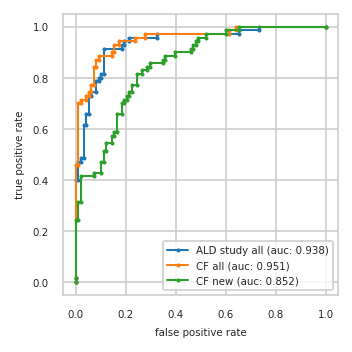 1.0
0.8
0.6
0.4
0.2
0.0
true positive rate
ALD study all (auc: 0.938)
CF all (auc: 0.951)
CF new (auc: 0.852)
0.0 0.2 0.4 0.6 0.8 1.0
false positive rate